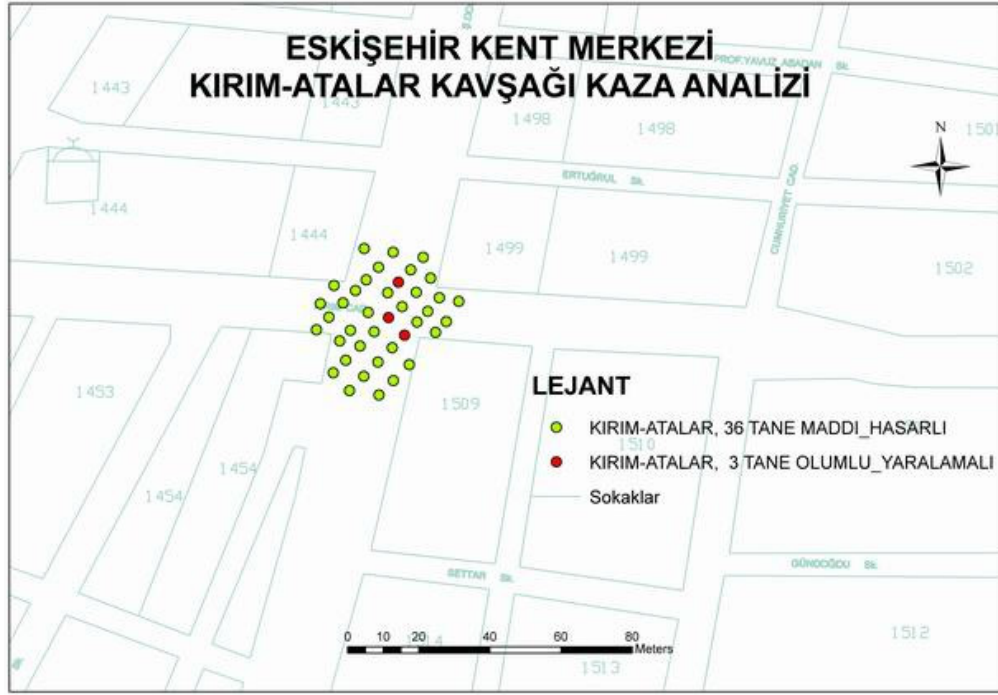 ESKİŞEHİR KENT MERKEZİ
KIRIM-ATALAR KAVŞAĞI KAZA ANALİZİ
PROF.YAVUZ ABADAN Sk.
1443
1443
1498
1498
1501
N
ERTUĞRUL Sk.
CUMHURİYET CAD.
1444
1444
1499
1499
1502
CAD.
1453
1509
LEJANT
KIRIM-ATALAR, 36 TANE MADDI_HASARLI
1510
KIRIM-ATALAR, 3 TANE OLUMLU_YARALAMALI
1454
1454
Sokaklar
SETTAR Sk.
GÜNDOĞDU Sk.
0 10 20 40 60 80
Meters
1512
1513